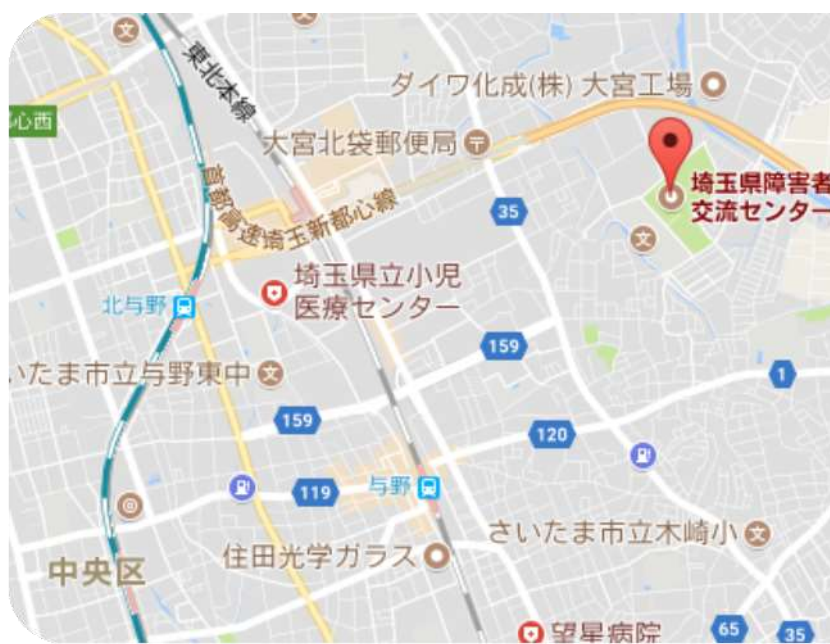 文
文
東北本線
ダイワ化成(株) 大宮工場
心西
大宮北袋郵便局
埼玉県障害者
交流センター
35
首都高速埼玉新都心線
文
埼玉県立小児
医療センター
北与野
159
いたま市立与野東中
文
1
159
120
119
与野
さいたま市立木崎小
文
住田光学ガラス
中央区
望星病院
65
35